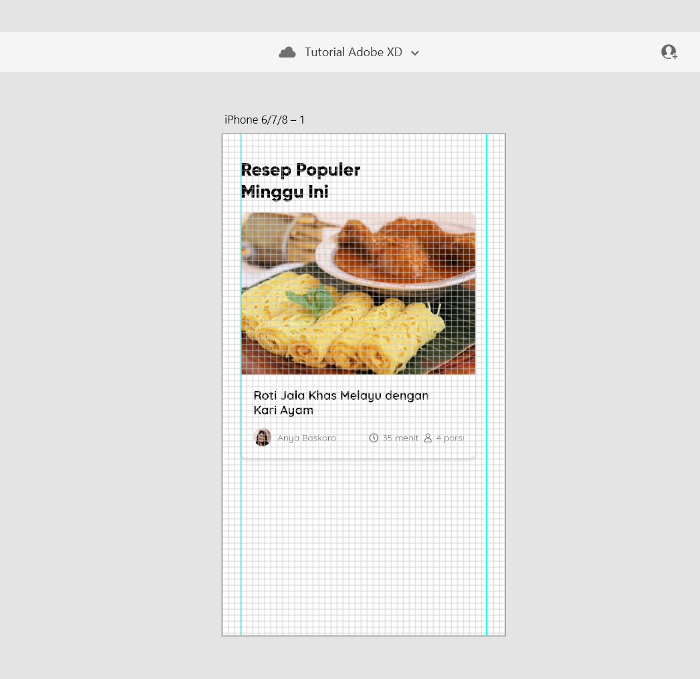 Tutorial Adobe XD
iPhone 6/7/8 – 1
Resep Populer
Minggu Ini
Roti Jala Khas Melayu dengan
Kari Ayam
Anya Baskoro 35 menit 4 porsi